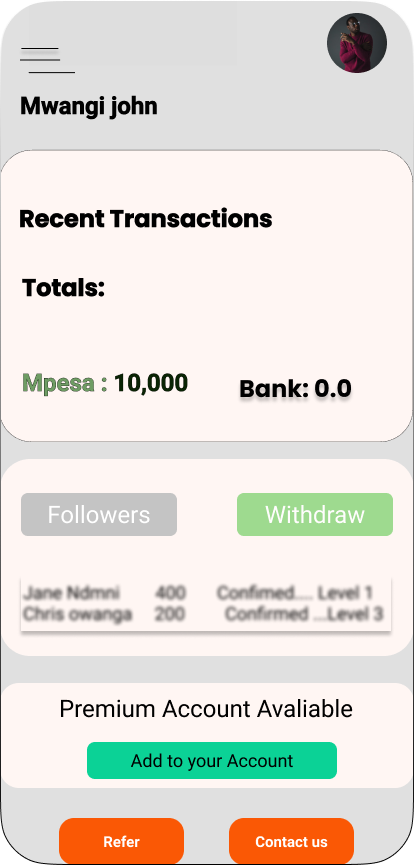 Mwangi john
Recent Transactions
Totals:
Mpesa : 10,000 Bank: 0.0
Followers Withdraw
Jane Ndmni 400 Confimed.... Level 1
Chris owanga 200 Confirmed ...Level 3
Premium Account Avaliable
Add to your Account
Refer Contact us